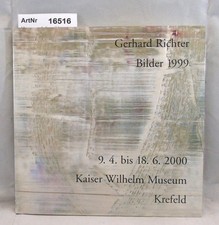 ArtNr 16516
Gerhard Richter
Bilder 1999
9. 4. bis 18. 6. 2000
Kaiser Wilhelm Museum
Krefeld